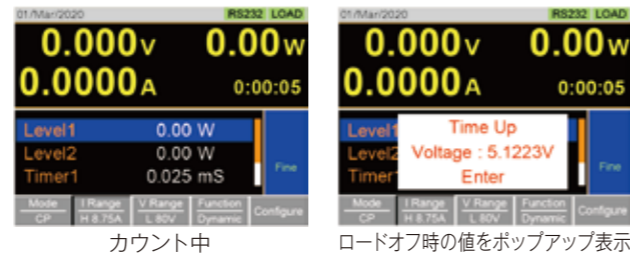 01/Mar/2020 RS232 LOAD
0.000V 0.00W
0.0000A 0:00:05
Level1 0.00 W
Level2 0.00 W
Timer1 0.025 mS
Fine
Mode I Range V Range Function Configure
CP H 8.75A L 80V Dynamic
カウント中
01/Mar/2020 RS232 LOAD
0.000V 0.00W
0.0000A 0:00:05
Level1
Level2
Timer1
Time Up
Voltage : 5.1223V
Enter
Fine
Mode I Range V Range Function Configure
CP H 8.75A L 80V Dynamic
ロードオフ時の値をポップアップ表示